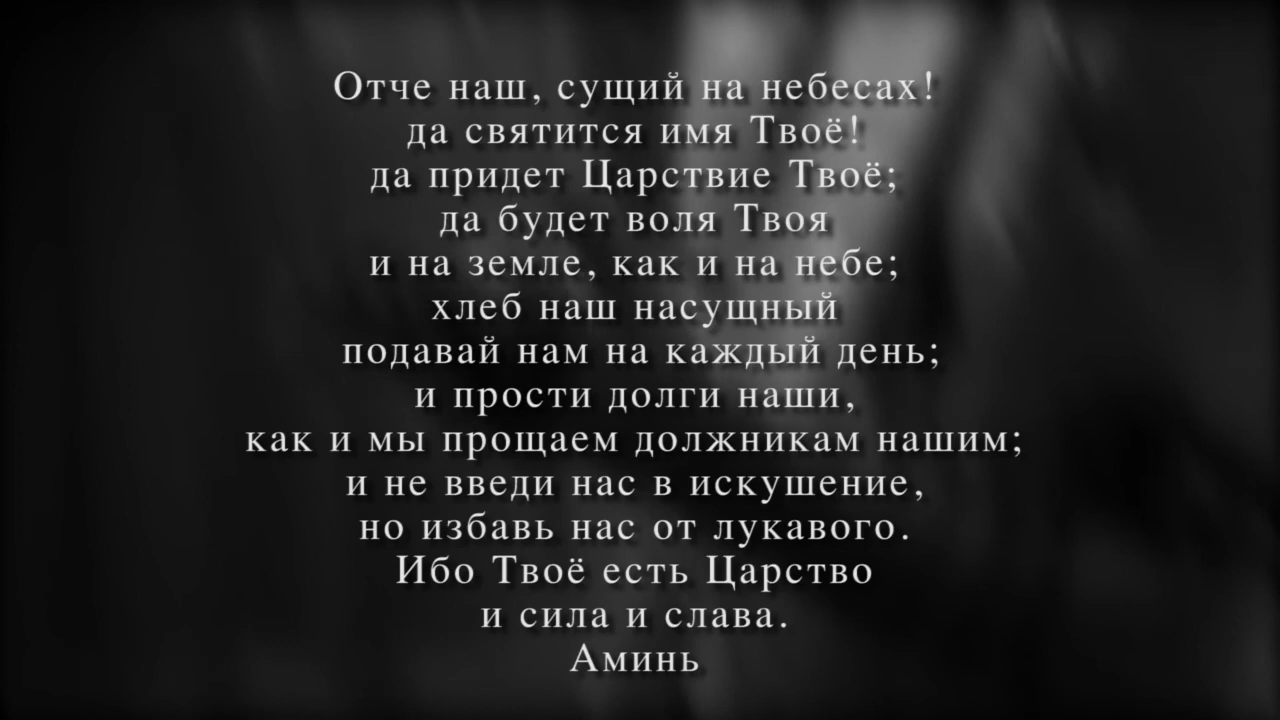 Отче наш, сущий на небесах!
да святится имя Твоё!
да придет Царствие Твоё;
да будет воля Твоя
и на земле, как и на небе;
хлеб наш насущный
подавай нам на каждый день;
и прости долги наши,
как и мы прощаем должникам нашим;
и не введи нас в искушение,
но избавь нас от лукавого.
Ибо Твоё есть Царство
и сила и слава.
Аминь